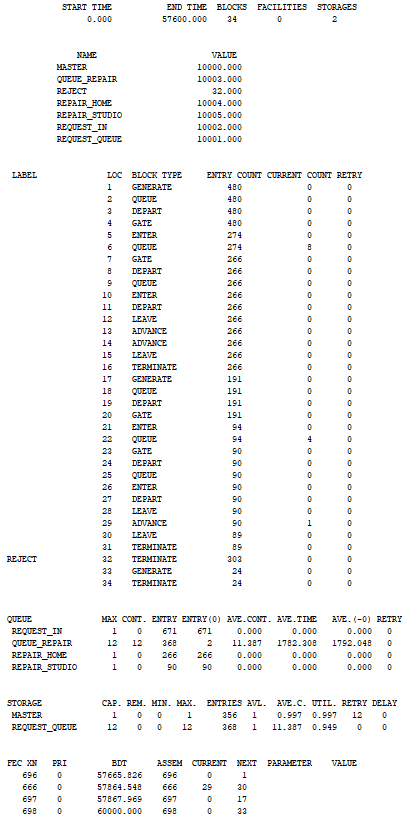 START TIME END TIME BLOCKS FACILITIES STORAGES
0.000 57600.000 34 0 2
NAME VALUE
MASTER 10000.000
QUEUE_REPAIR 10003.000
REJECT 32.000
REPAIR_HOME 10004.000
REPAIR_STUDIO 10005.000
REQUEST_IN 10002.000
REQUEST_QUEUE 10001.000
LABEL LOC BLOCK TYPE ENTRY COUNT CURRENT COUNT RETRY
1 GENERATE 480 0 0
2 QUEUE 480 0 0
3 DEPART 480 0 0
4 GATE 480 0 0
5 ENTER 274 0 0
6 QUEUE 274 8 0
7 GATE 266 0 0
8 DEPART 266 0 0
9 QUEUE 266 0 0
10 ENTER 266 0 0
11 DEPART 266 0 0
12 LEAVE 266 0 0
13 ADVANCE 266 0 0
14 ADVANCE 266 0 0
15 LEAVE 266 0 0
16 TERMINATE 266 0 0
17 GENERATE 191 0 0
18 QUEUE 191 0 0
19 DEPART 191 0 0
20 GATE 191 0 0
21 ENTER 94 0 0
22 QUEUE 94 4 0
23 GATE 90 0 0
24 DEPART 90 0 0
25 QUEUE 90 0 0
26 ENTER 90 0 0
27 DEPART 90 0 0
28 LEAVE 90 0 0
29 ADVANCE 90 1 0
30 LEAVE 89 0 0
31 TERMINATE 89 0 0
REJECT 32 TERMINATE 303 0 0
33 GENERATE 24 0 0
34 TERMINATE 24 0 0
QUEUE MAX CONT. ENTRY ENTRY(0) AVE.CONT. AVE.TIME AVE.(-0) RETRY
REQUEST_IN 1 0 671 671 0.000 0.000 0.000 0
QUEUE_REPAIR 12 12 368 2 11.387 1782.308 1792.048 0
REPAIR_HOME 1 0 266 266 0.000 0.000 0.000 0
REPAIR_STUDIO 1 0 90 90 0.000 0.000 0.000 0
STORAGE CAP. REM. MIN. MAX. ENTRIES AVL. AVE.C. UTIL. RETRY DELAY
MASTER 1 0 0 1 356 1 0.997 0.997 12 0
REQUEST_QUEUE 12 0 0 12 368 1 11.387 0.949 0 0
FEC XN PRI BDT ASSEM CURRENT NEXT PARAMETER VALUE
696 0 57665.826 696 0 1
666 0 57864.548 666 29 30
697 0 57867.969 697 0 17
698 0 60000.000 698 0 33